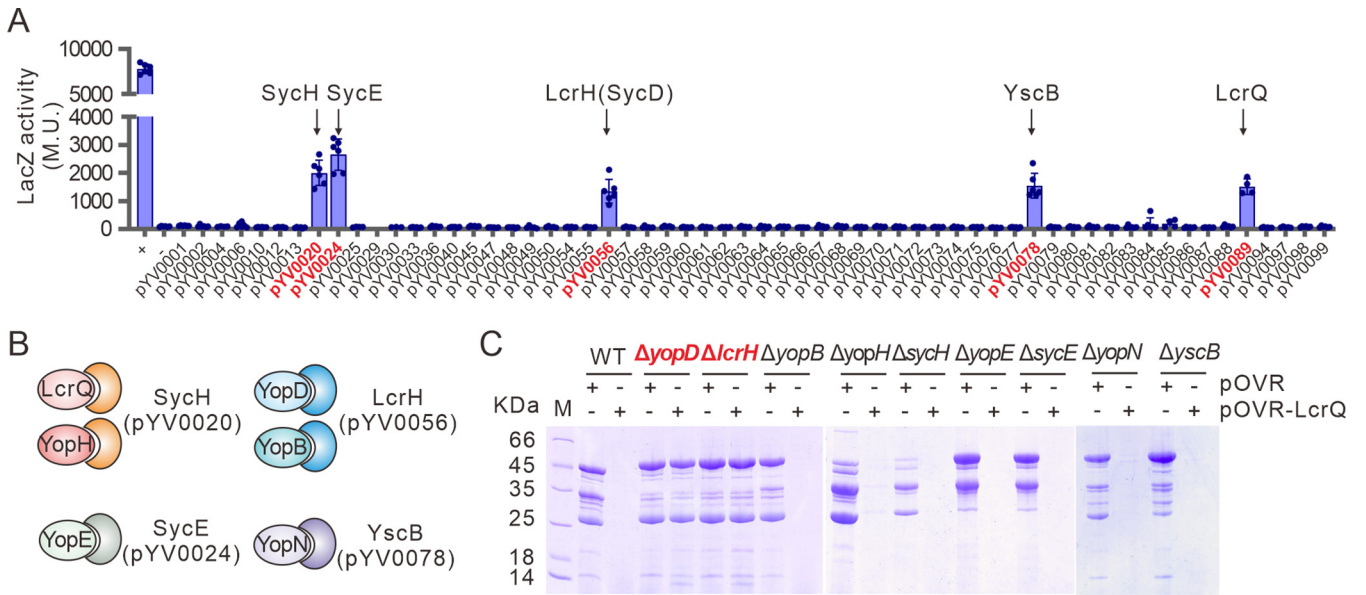 A
LacZ activity
(M.U.)
10000
5000
4000
3000
2000
1000
0
SycH SycE
LcrH(SycD)
YscB
LcrQ
+
-
pYV0001
pYV0002
pYV0004
pYV0006
pYV0010
pYV0012
pYV0013
pYV0020
pYV0024
pYV0025
pYV0029
pYV0030
pYV0033
pYV0036
pYV0040
pYV0045
pYV0047
pYV0048
pYV0049
pYV0050
pYV0054
pYV0055
pYV0056
pYV0057
pYV0058
pYV0059
pYV0060
pYV0061
pYV0062
pYV0063
pYV0064
pYV0065
pYV0066
pYV0067
pYV0068
pYV0069
pYV0070
pYV0071
pYV0072
pYV0073
pYV0074
pYV0075
pYV0076
pYV0077
pYV0078
pYV0079
pYV0080
pYV0081
pYV0082
pYV0083
pYV0084
pYV0085
pYV0086
pYV0087
pYV0088
pYV0089
pYV0094
pYV0097
pYV0098
pYV0099
B
LcrQ
YopH
SycH
(pYV0020)
YopD
YopB
LcrH
(pYV0056)
YopE
SycE
(pYV0024)
YopN
YscB
(pYV0078)
C
WT ΔyopD ΔlcrH ΔyopB ΔyopH ΔsycH ΔyopE ΔsycE ΔyopN ΔyscB
+ - + - + - + - + - + - + - + - + - + - pOVR
- + - + - + - + - + - + - + - + - + - + pOVR-LcrQ
KDa M
66
45
35
25
18
14